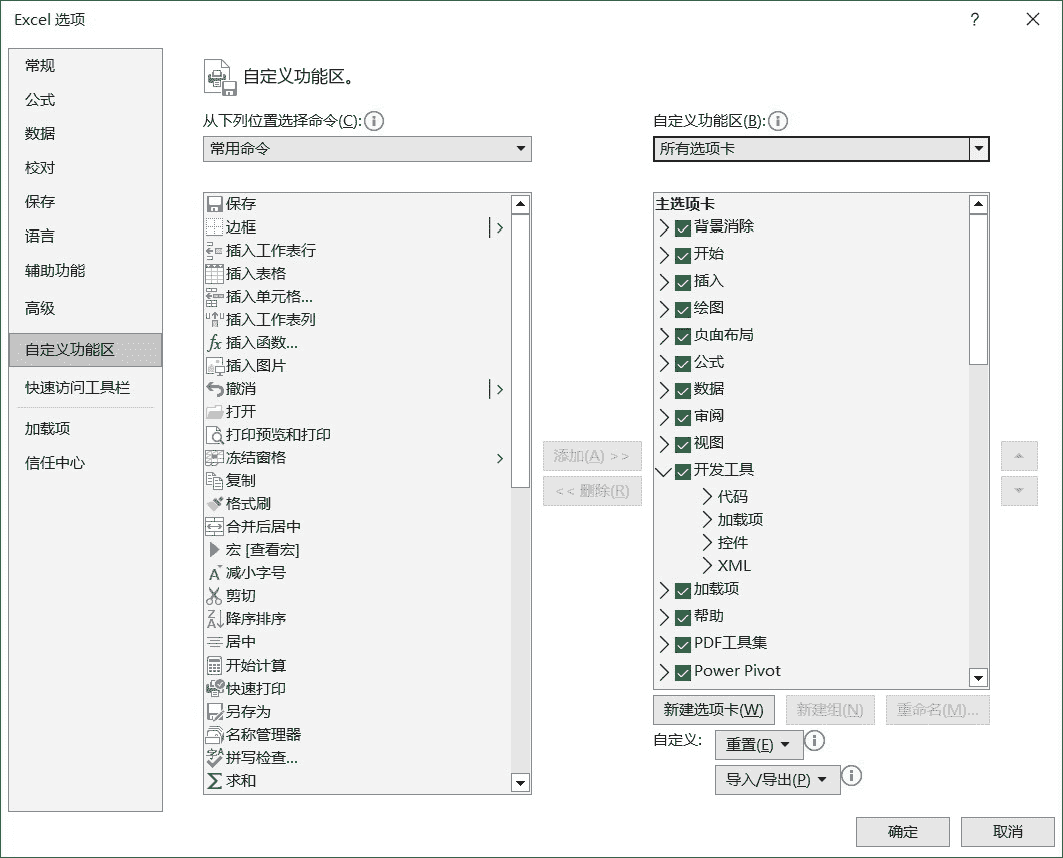 Excel 选项
?
常规
公式
数据
校对
保存
语言
辅助功能
高级
自定义功能区
快速访问工具栏
加载项
信任中心
自定义功能区。
从下列位置选择命令(C):
常用命令
保存
边框
插入工作表行
插入表格
插入单元格...
插入工作表列
fx 插入函数...
插入图片
撤消
打开
打印预览和打印
冻结窗格
复制
格式刷
合并后居中
宏 [查看宏]
减小字号
剪切
降序排序
居中
开始计算
快速打印
另存为
名称管理器
拼写检查...
求和
添加(A) >>
<< 删除(R)
自定义功能区(B):
所有选项卡
主选项卡
背景消除
开始
插入
绘图
页面布局
公式
数据
审阅
视图
开发工具
代码
加载项
控件
XML
加载项
帮助
PDF工具集
Power Pivot
新建选项卡(W)
新建组(N)
重命名(M)...
自定义:
重置(E)
导入/导出(P)
确定
取消